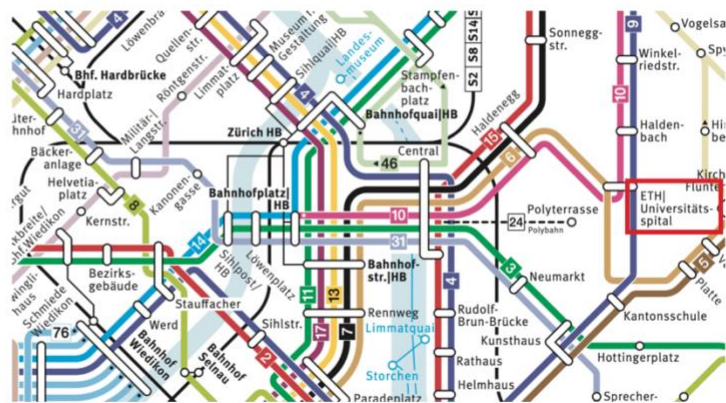 Löwenbrä
Museum f.
Gestaltung
Quellen-
str.
Sihlquai|HB
Landes-
museum
S14
S8
S2
Sonnegg-
str.
9
Vogelsa
4
Bhf. Hardbrücke
Hardplatz
Röntgenstr.
Limmat-
platz
4
Stampfen-
bach-
platz
Bahnhofquai|HB
Winkel-
riedstr.
10
31
Militär-|
Langstr.
Zürich HB
Central
46
Haldenegg
15
6
Halden-
bach
Bäcker-
anlage
Helvetia-
platz
Kernstr.
8
Kanonen-
gasse
Bahnhofplatz|
HB
10
31
24
Polybahn
Polyterrasse
ETH|
Universitäts-
spital
14
Sihlpost/
HB
Löwenplatz
Bahnhof-
str.|HB
4
3
Neumarkt
5
Platte
Bezirks-
gebäude
Stauffacher
11
13
17
7
Rennweg
Limmatquai
Rudolf-
Brun-Brücke
Kunsthaus
Kantonsschule
Schmiede
Wiedikon
76
Werd
Bahnhof
Wiedikon
Sihlstr.
2
Bahnhof
Selnau
Storchen
Rathaus
Helmhaus
Hottingerplatz
Paradeplatz
Sprecher-